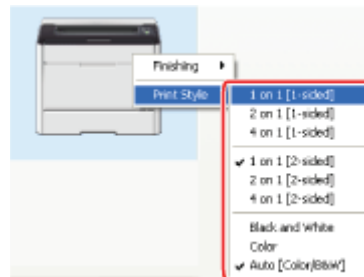 Finishing
Print Style
1 on 1 [1-sided]
2 on 1 [1-sided]
4 on 1 [1-sided]
1 on 1 [2-sided]
2 on 1 [2-sided]
4 on 1 [2-sided]
Black and White
Color
Auto [Color/B&W]